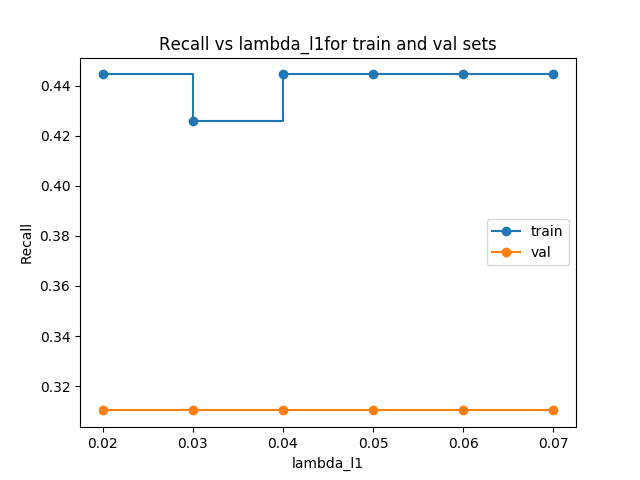 Recall vs lambda_l1for train and val sets
0.44
0.42
0.40
0.38
0.36
0.34
0.32
Recall
train
val
0.02 0.03 0.04 0.05 0.06 0.07
lambda_l1